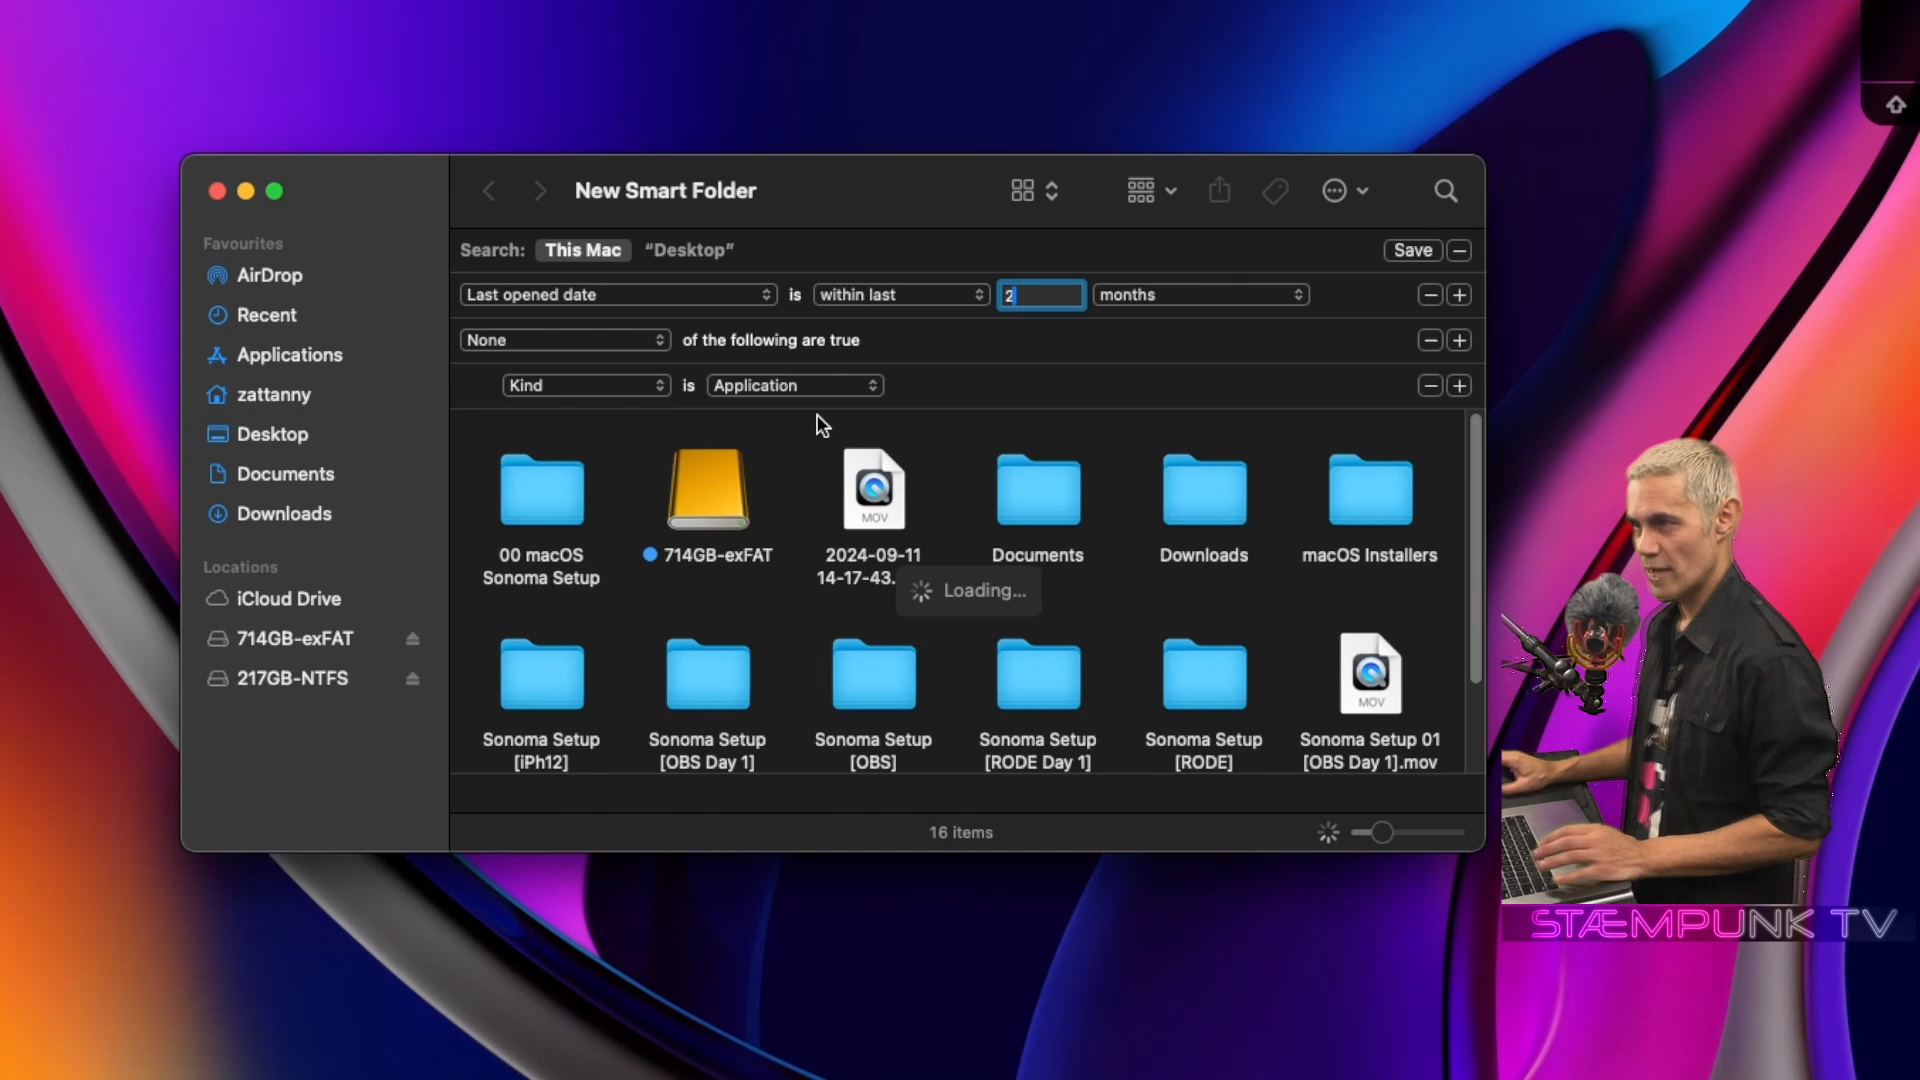 New Smart Folder
Search: This Mac “Desktop” Save
Last opened date is within last 2 months
None of the following are true
Kind is Application
Favourites
AirDrop
Recent
Applications
zattanny
Desktop
Documents
Downloads
Locations
iCloud Drive
714GB-exFAT
217GB-NTFS
00 macOS
Sonoma Setup
714GB-exFAT
MOV
2024-09-11
14-17-43.
Documents
Downloads
macOS Installers
Loading...
Sonoma Setup
[iPh12]
Sonoma Setup
[OBS Day 1]
Sonoma Setup
[OBS]
Sonoma Setup
[RODE Day 1]
Sonoma Setup
[RODE]
MOV
Sonoma Setup 01
[OBS Day 1].mov
16 items
STÆMPUNK TV